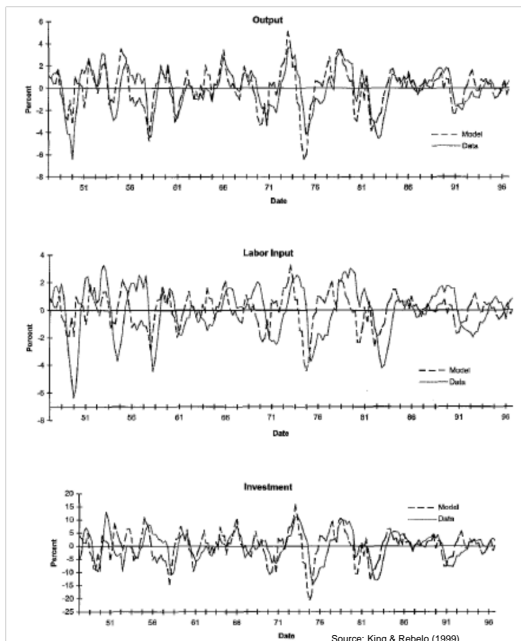 Output
6
4
2
0
-2
-4
-6
-8
Percent
Model
Data
51 56 61 66 71 76 81 86 91 96
Date
Labor Input
4
2
0
-2
-4
-6
-8
Percent
Model
Data
51 56 61 66 71 76 81 86 91 96
Date
Investment
20
15
10
5
0
-5
-10
-15
-20
-25
Percent
Model
Data
51 56 61 66 71 76 81 86 91 96
Date
Source: King & Rebelo (1999)